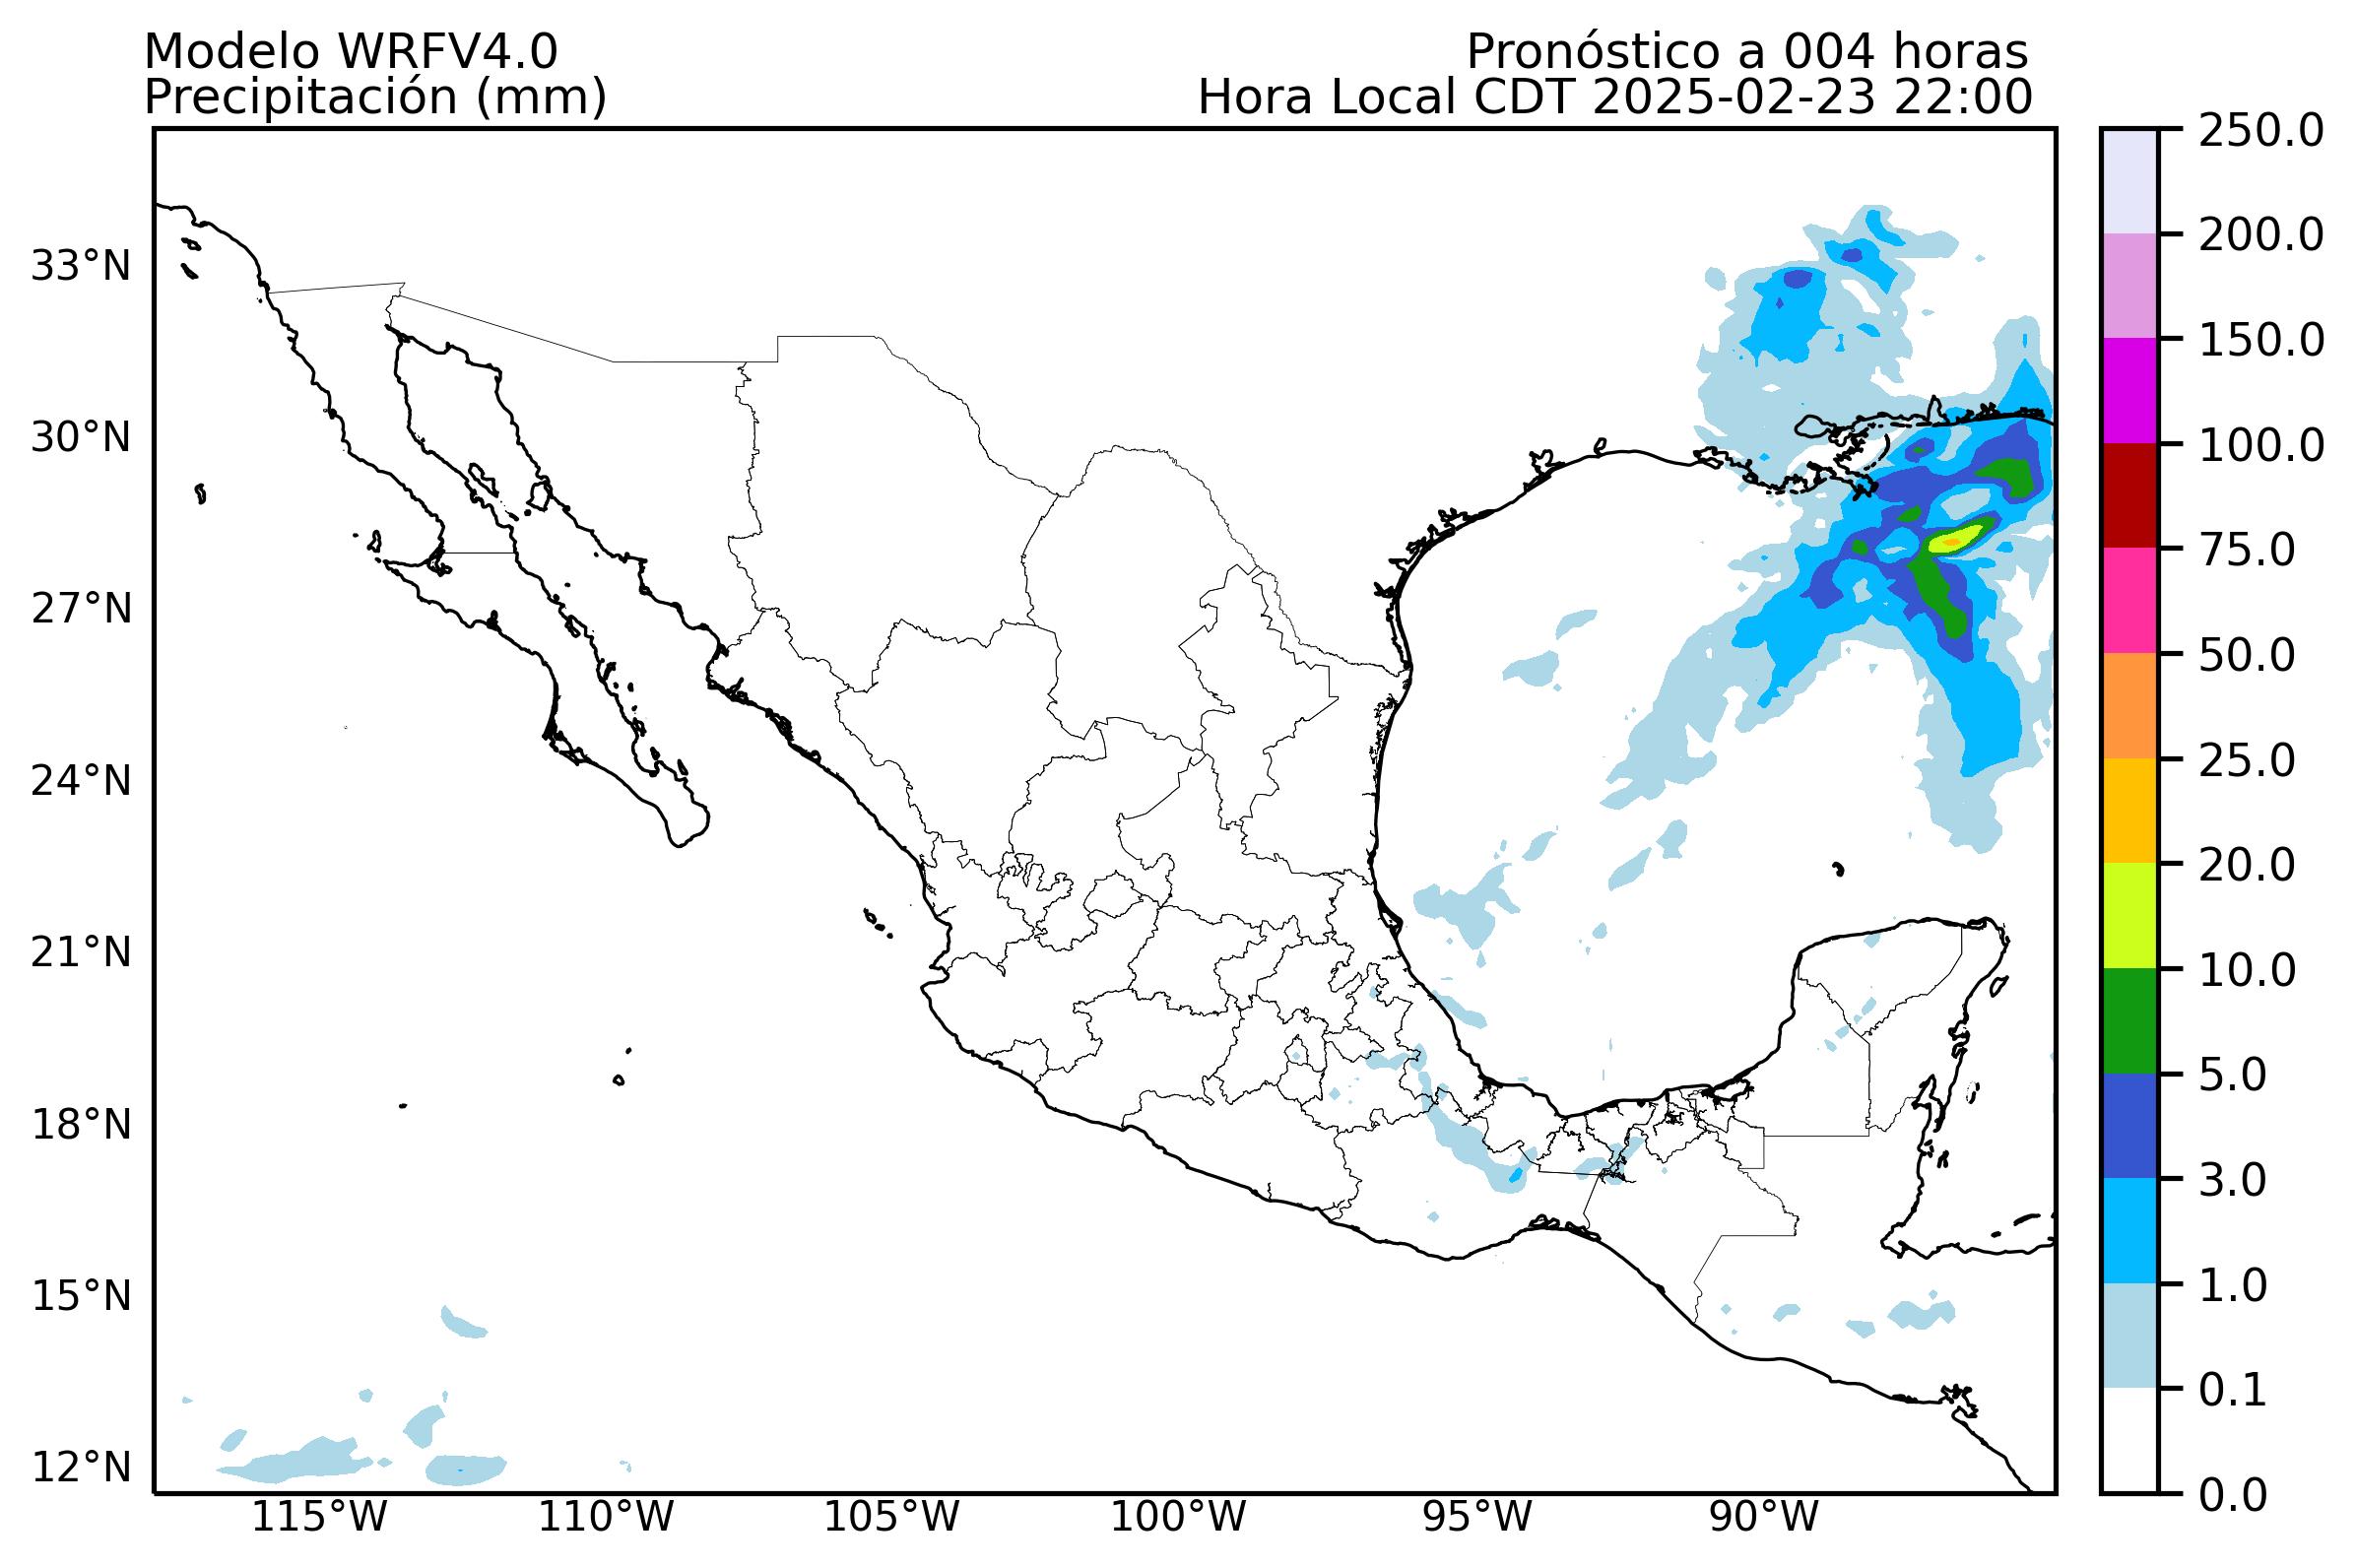 Modelo WRFV4.0
Precipitación (mm)
Pronóstico a 004 horas
Hora Local CDT 2025-02-23 22:00
33°N
30°N
27°N
24°N
21°N
18°N
15°N
12°N
115°W
110°W
105°W
100°W
95°W
90°W
250.0
200.0
150.0
100.0
75.0
50.0
25.0
20.0
10.0
5.0
3.0
1.0
0.1
0.0